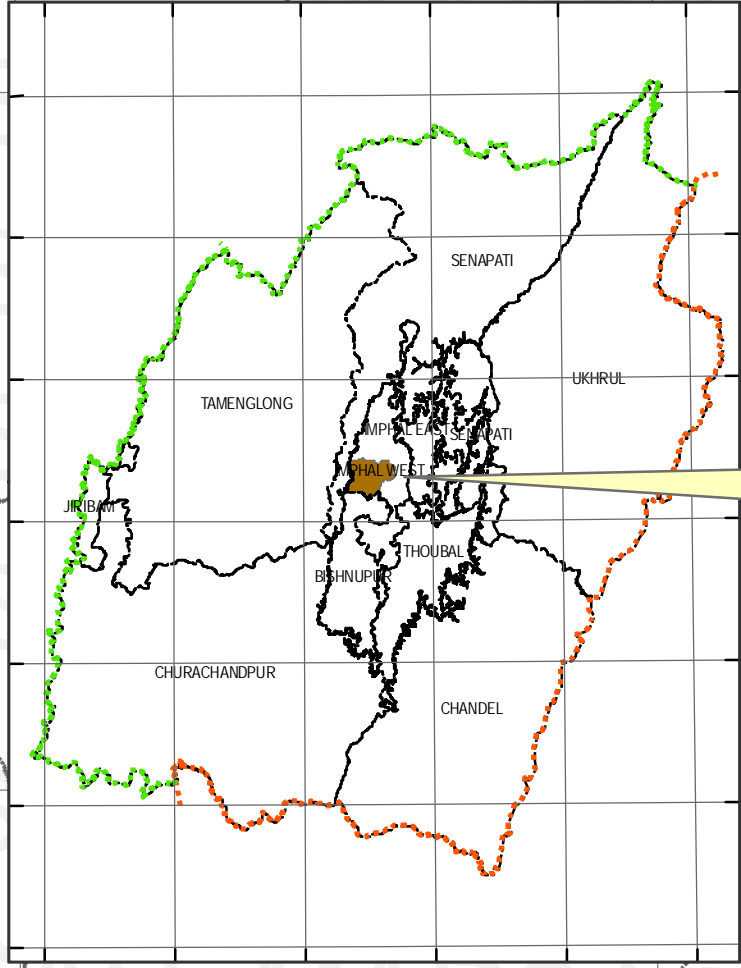 SENAPATI
UKHRUL
TAMENGLONG
IMPHAL EAST
SENAPATI
IMPHAL WEST
JIRIBAM
THOUBAL
BISHNUPUR
CHURACHANDPUR
CHANDEL